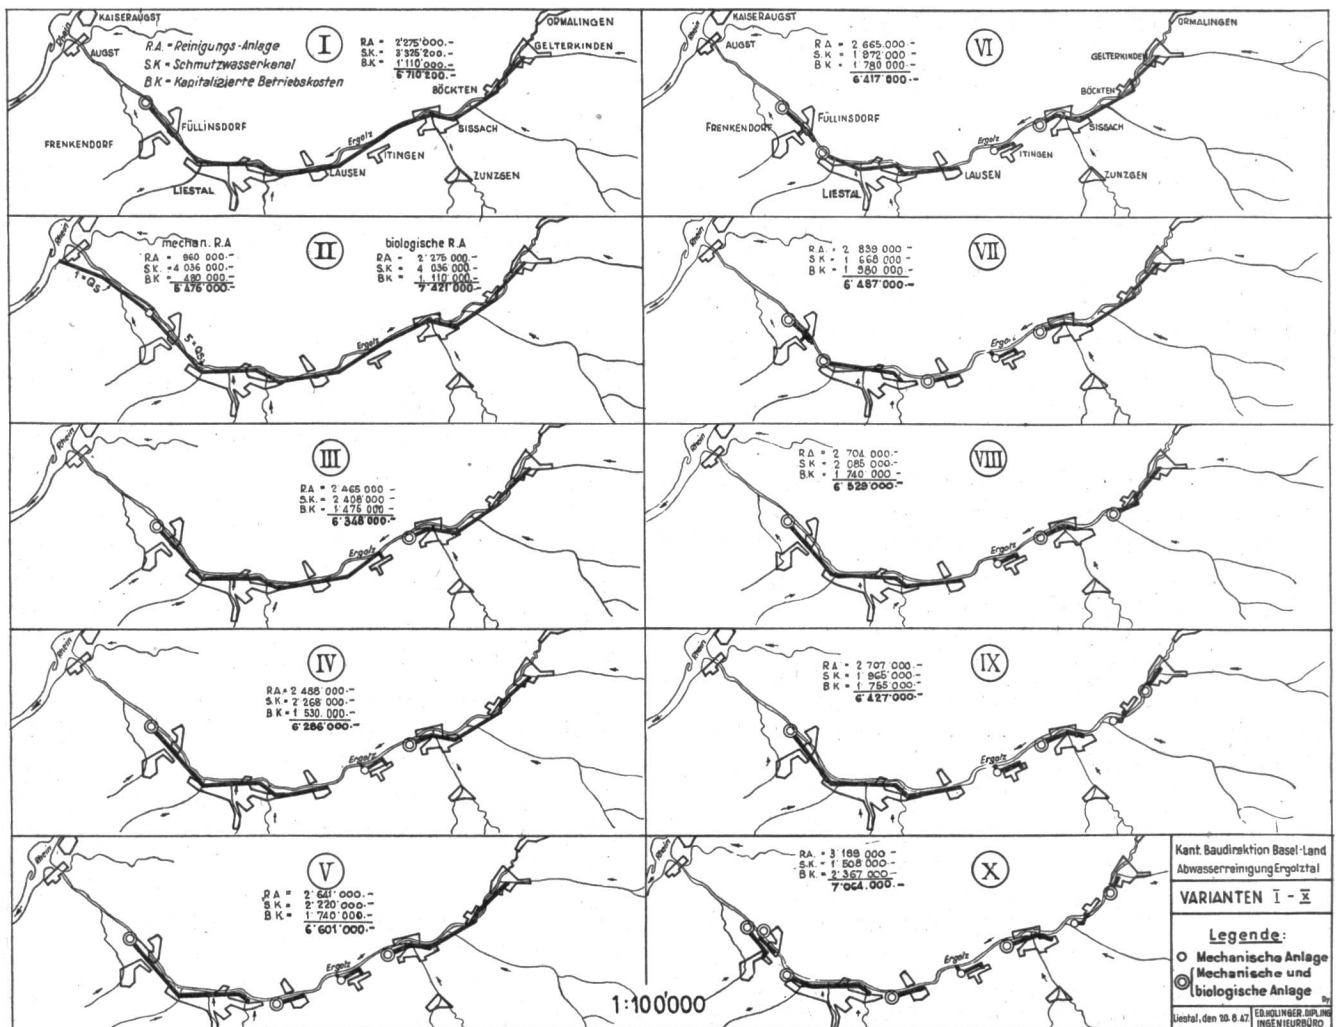 KAISERAUGST
Rhein
AUGST
R.A. = Reinigungs-Anlage
S.K = Schmutzwasserkanal
B.K = Kapitalizierte Betriebskosten
I
R.A = 2'275'000.-
S.K = 3'325'200.-
B.K = 1'110'000.-
6'710'200.-
ORMALINGEN
GELTERKINDEN
BÖCKTEN
FÜLLINSDORF
FRENKENDORF
Ergolz
SISSACH
ITINGEN
LAUSEN
LIESTAL
ZUNZGEN
KAISERAUGST
Rhein
AUGST
VI
R A = 2 665.000.-
S.K = 1 972 000.-
B K = 1 780 000.-
6'417'000.-
ORMALINGEN
GELTERKINDEN
BÖCKTEN
FÜLLINSDORF
FRENKENDORF
Ergolz
SISSACH
ITINGEN
LAUSEN
LIESTAL
ZUNZGEN
Rhein
mechan. R.A
RA = 960 000.-
S.K. = 4 036 000.-
B K = 480 000.-
5'476'000.-
II
biologische R.A
RA = 2'275 000.-
S.K = 4 036 000.-
B K = 1.110'000.-
7'421'000.-
1=QS
5=QS
Ergolz
Rhein
VII
R.A. = 2 839 000.-
S K = 1 668 000.-
B K = 1 980 000.-
6'487'000.-
Ergolz
Rhein
III
R.A = 2'465 000 -
S.K. = 2 408'000 -
B.K = 1'475 000 -
6'348'000.-
Ergolz
Rhein
VIII
R.A = 2 704 000.-
S K = 2 085 000.-
B.K = 1 740 000 -
6'529'000.-
Ergolz
Rhein
IV
R.A. = 2 488'000.-
S.K. = 2'268 000.-
B.K = 1 530.000.-
6'286'000.-
Ergolz
Rhein
IX
R A = 2 707 000.-
S.K = 1'965'000.-
B K = 1'755'000.-
6'427'000.-
Ergolz
Rhein
V
R A = 2'641'000.-
S K = 2'220'000.-
B K = 1'740'000.-
6'601'000.-
Ergolz
Rhein
X
R.A. = 3'189 000 -
S.K. = 1'508'000 -
B.K = 2'367 000 -
7'064.000.-
Ergolz
1:100'000
Kant. Baudirektion Basel-Land
Abwasserreinigung Ergolztal
VARIANTEN I - X
Legende:
Mechanische Anlage
Mechanische und
biologische Anlage
Liestal, den 20.8.47.
ED. HOLINGER. DIPL. ING
INGENIEURBÜRO